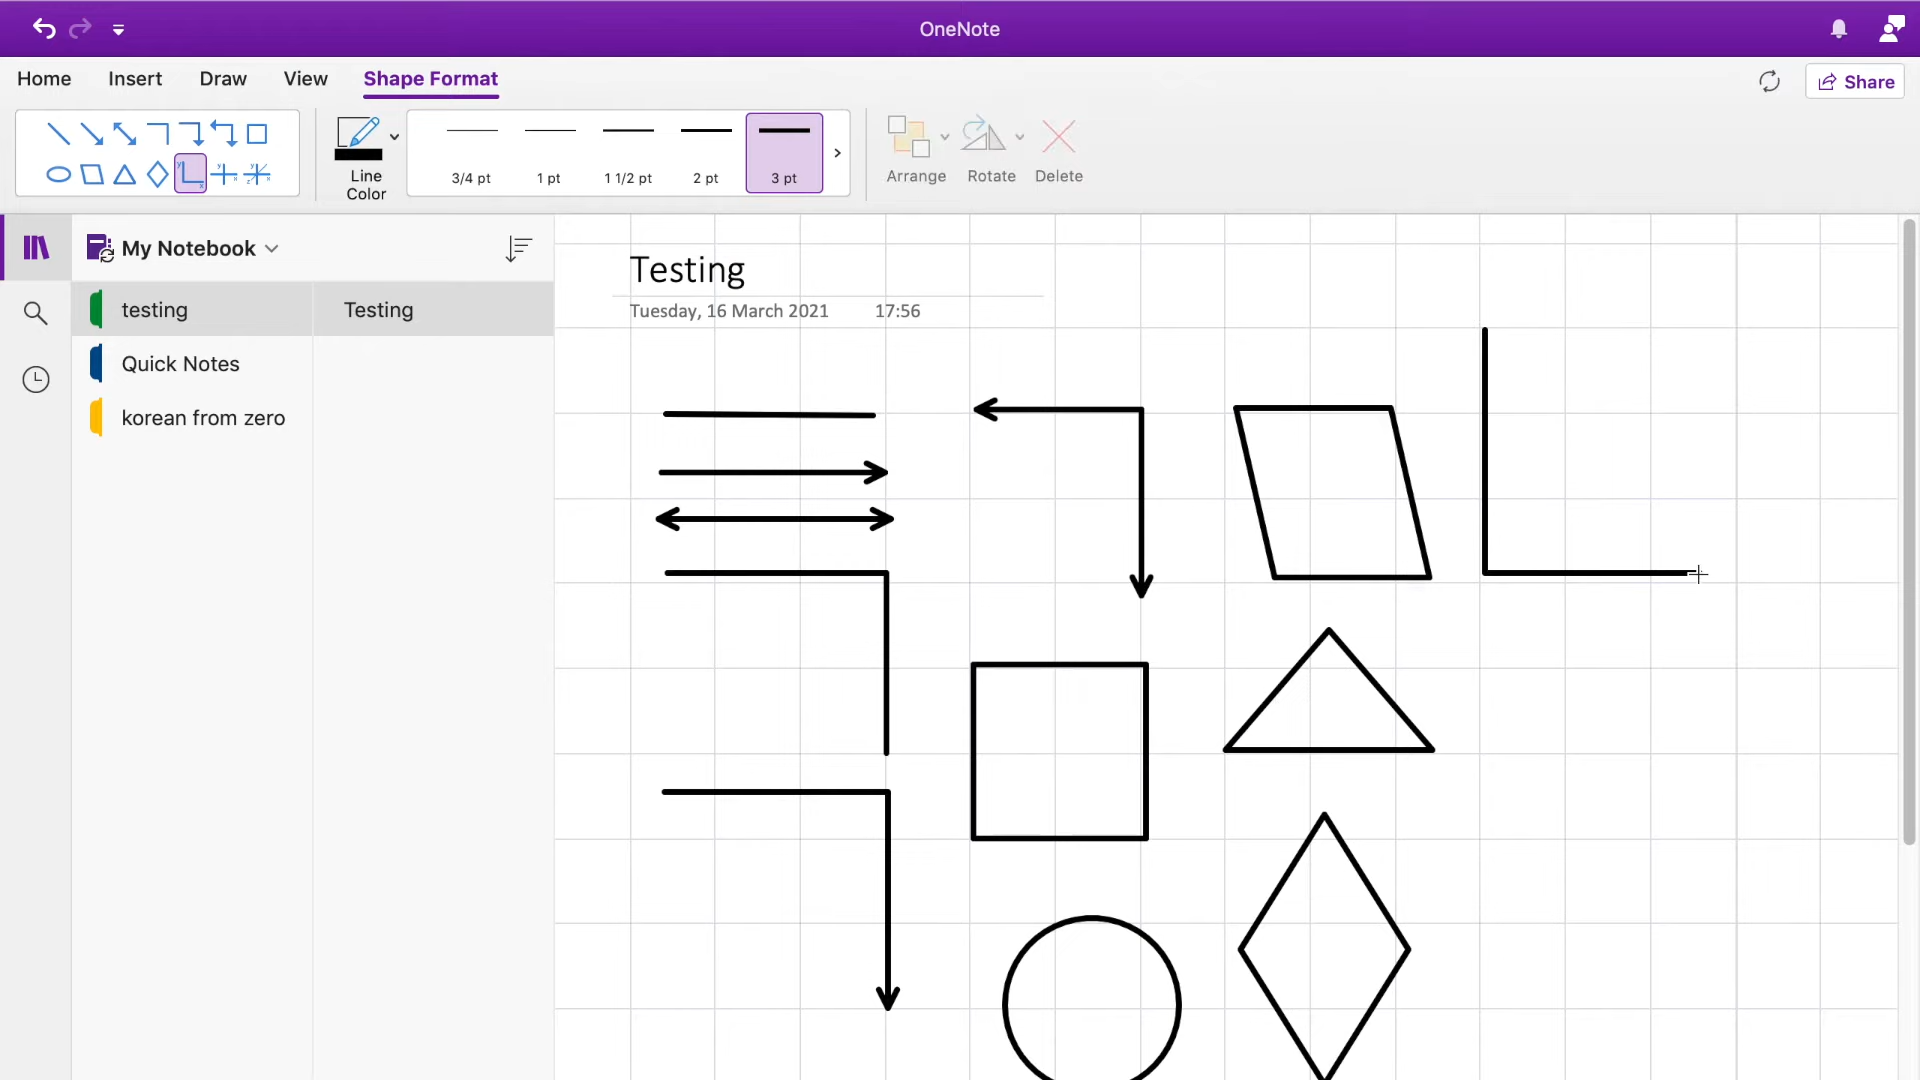 OneNote
Home Insert Draw View Shape Format
Share
Line
Color
3/4 pt 1 pt 1 1/2 pt 2 pt 3 pt
Arrange Rotate Delete
My Notebook
testing
Quick Notes
korean from zero
Testing
Testing
Tuesday, 16 March 2021 17:56